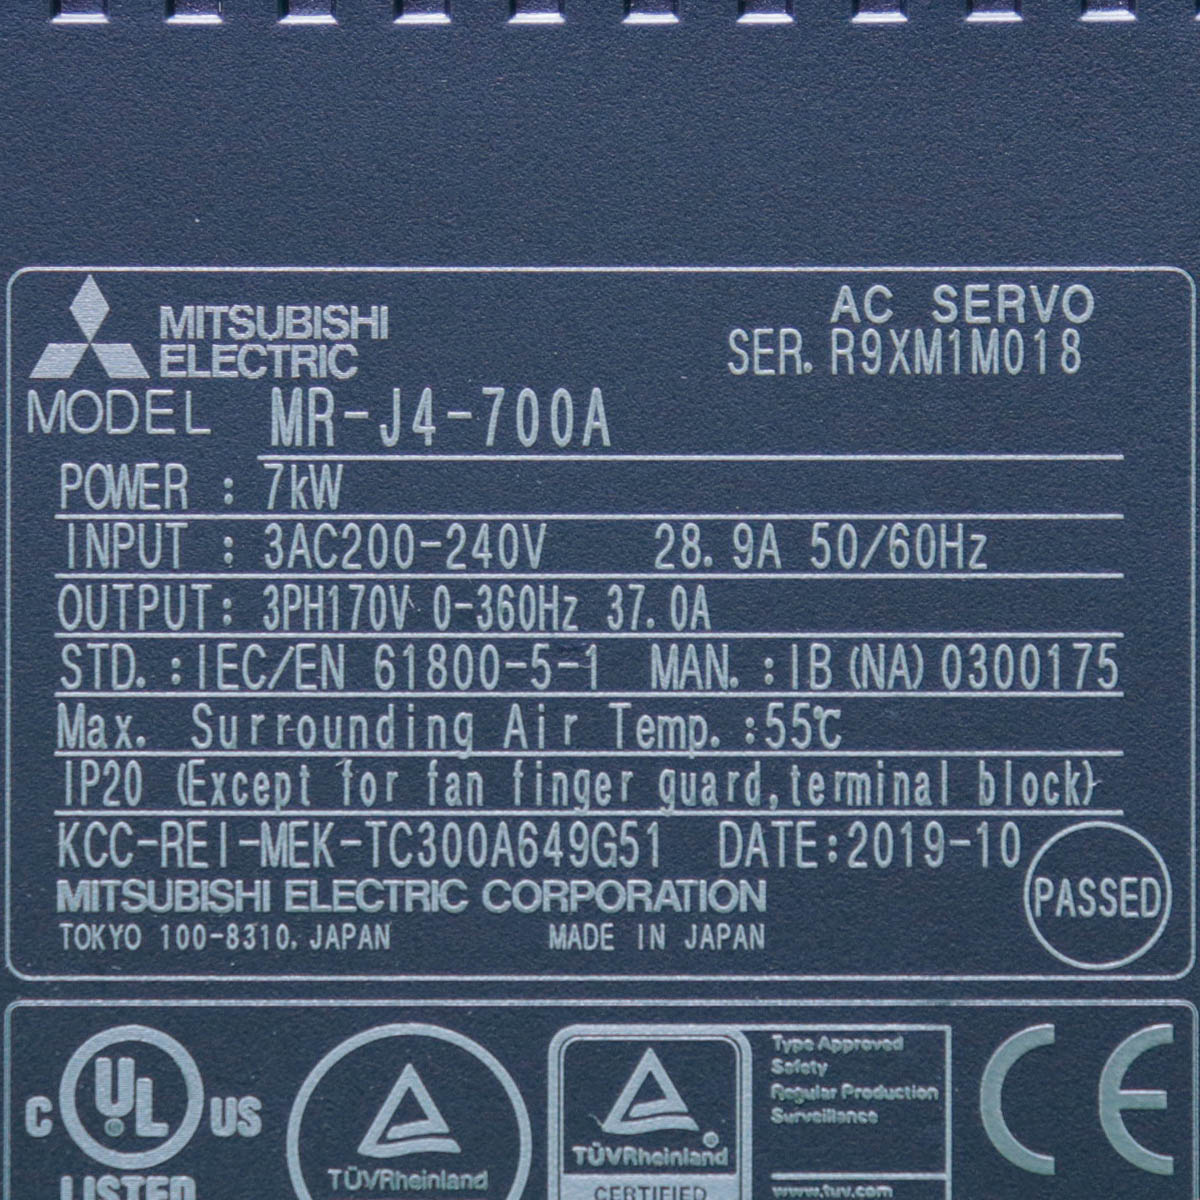 MITSUBISHI
ELECTRIC
AC SERVO
SER. R9XM1M018
MODEL MR-J4-700A
POWER : 7kW
INPUT : 3AC200-240V 28.9A 50/60Hz
OUTPUT: 3PH170V 0-360Hz 37.0A
STD. :IEC/EN 61800-5-1 MAN. :IB(NA)0300175
Max. Surrounding Air Temp. :55℃
IP20 (Except for fan finger guard,terminal block)
KCC-REI-MEK-TC300A649G51 DATE:2019-10
MITSUBISHI ELECTRIC CORPORATION
PASSED
TOKYO 100-8310, JAPAN MADE IN JAPAN
C UL US
LISTED
TÜVRheinland
TÜVRheinland
CERTIFIED
Type Approved
Safety
Regular Production
Surveillance
www.tuv.com
CE